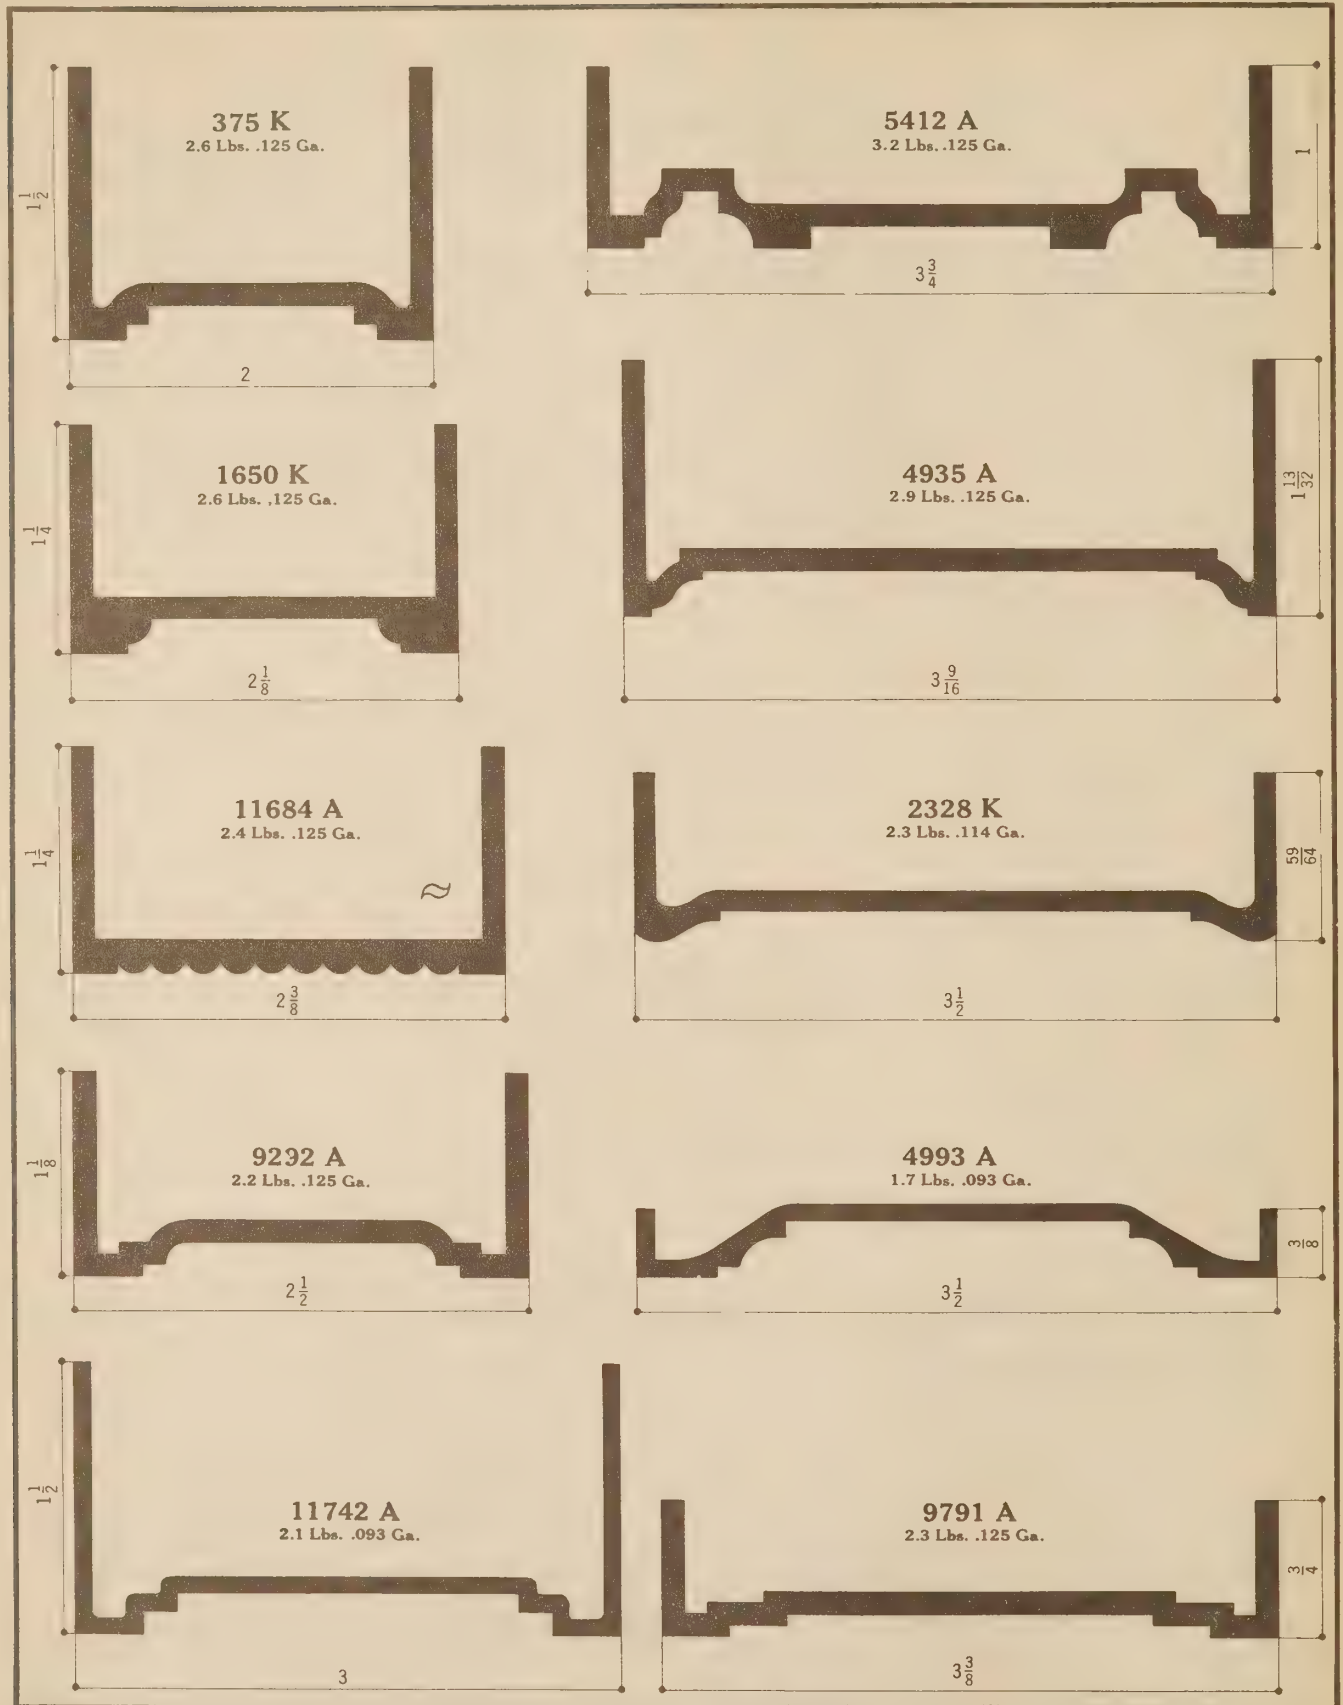 375 K
2.6 Lbs. .125 Ga.
1 1/2
2
5412 A
3.2 Lbs. .125 Ga.
1
3 3/4
1650 K
2.6 Lbs. ,125 Ga.
1 1/4
2 1/8
4935 A
2.9 Lbs. .125 Ga.
1 13/32
3 9/16
11684 A
2.4 Lbs. .125 Ga.
1 1/4
2 3/8
2328 K
2.3 Lbs. .114 Ga.
59/64
3 1/2
9292 A
2.2 Lbs. .125 Ga.
1 1/8
2 1/2
4993 A
1.7 Lbs. .093 Ga.
3/8
3 1/2
11742 A
2.1 Lbs. .093 Ga.
1 1/2
3
9791 A
2.3 Lbs. .125 Ga.
3/4
3 3/8